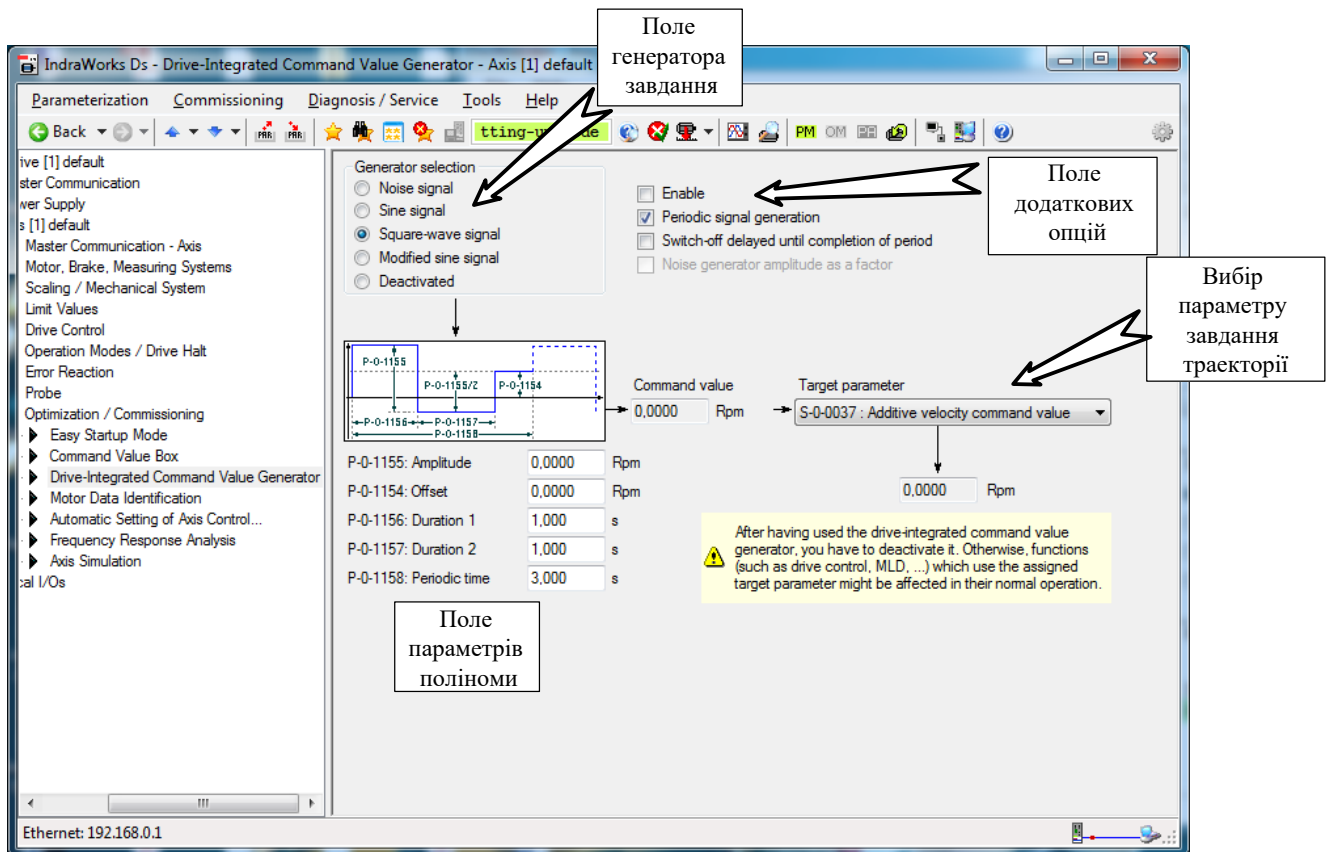 Поле
генератора
завдання
IndraWorks Ds - Drive-Integrated Command Value Generator - Axis [1] default
Parameterization Commissioning Diagnosis / Service Tools Help
Back PAR PAR PM OM
ive [1] default
ster Communication
wer Supply
s [1] default
Master Communication - Axis
Motor, Brake, Measuring Systems
Scaling / Mechanical System
Limit Values
Drive Control
Operation Modes / Drive Halt
Error Reaction
Probe
Optimization / Commissioning
Easy Startup Mode
Command Value Box
Drive-Integrated Command Value Generator
Motor Data Identification
Automatic Setting of Axis Control...
Frequency Response Analysis
Axis Simulation
cal I/Os
Generator selection
Noise signal
Sine signal
Square-wave signal
Modified sine signal
Deactivated
Enable
Periodic signal generation
Switch-off delayed until completion of period
Noise generator amplitude as a factor
Поле
додаткових
опцій
Вибір
параметру
завдання
траекторії
P-0-1155
P-0-1155/2 P-0-1154
P-0-1156 P-0-1157
P-0-1158
Command value
0,0000 Rpm
Target parameter
S-0-0037 : Additive velocity command value
0,0000 Rpm
P-0-1155: Amplitude 0,0000 Rpm
P-0-1154: Offset 0,0000 Rpm
P-0-1156: Duration 1 1,000 s
P-0-1157: Duration 2 1,000 s
P-0-1158: Periodic time 3,000 s
After having used the drive-integrated command value
generator, you have to deactivate it. Otherwise, functions
(such as drive control, MLD, ...) which use the assigned
target parameter might be affected in their normal operation.
Поле
параметрів
поліноми
Ethernet: 192.168.0.1